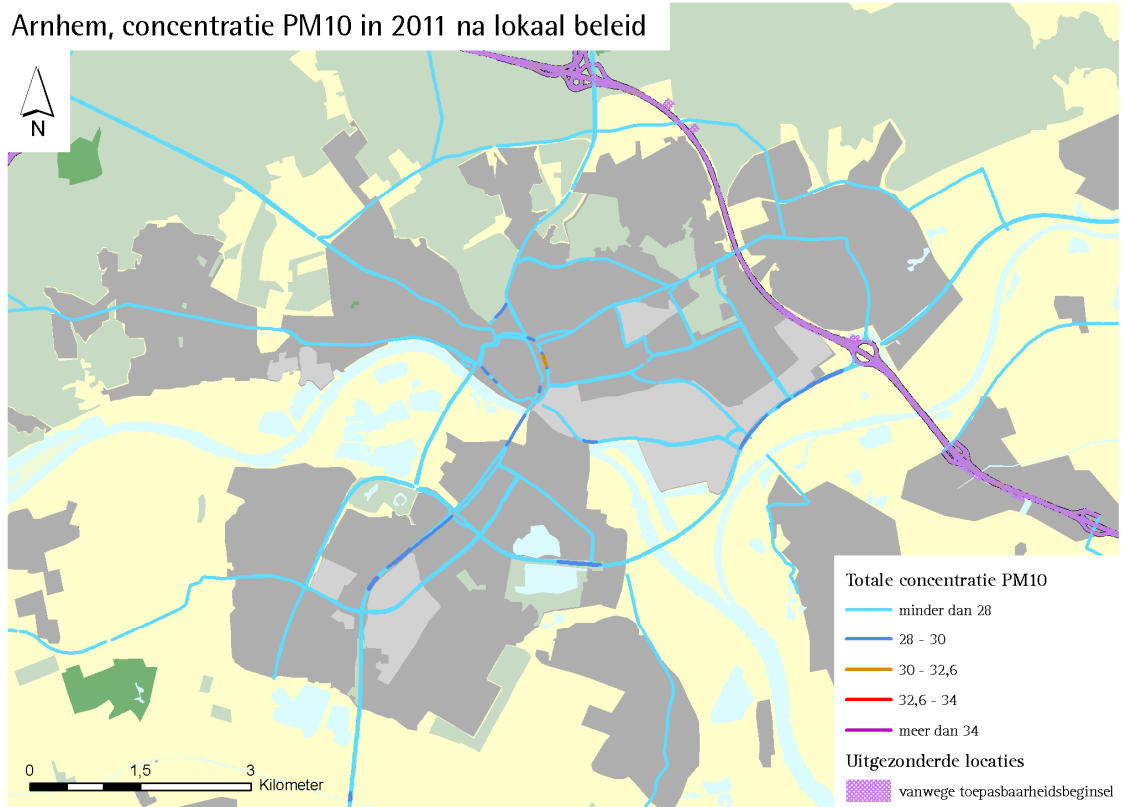 Arnhem, concentratie PM10 in 2011 na lokaal beleid
N
Totale concentratie PM10
minder dan 28
28 - 30
30 - 32,6
32,6 - 34
meer dan 34
Uitgezonderde locaties
vanwege toepasbaarheidsbeginsel
0 1,5 3
Kilometer